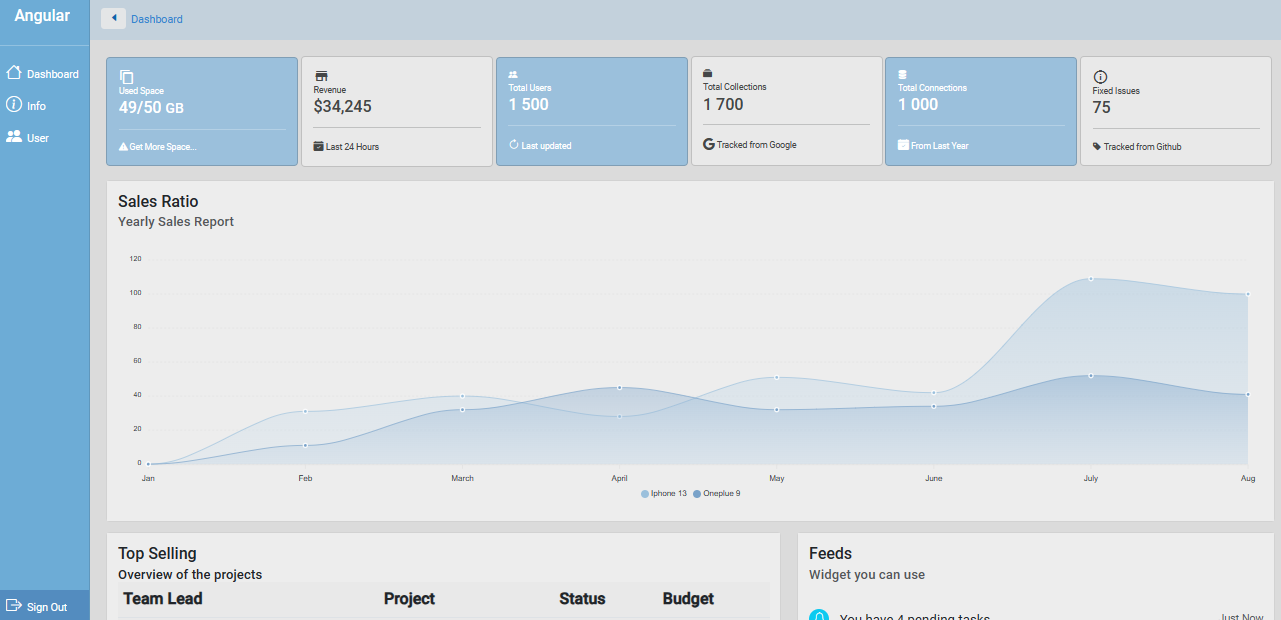 Angular
Dashboard
Dashboard
Info
User
Sign Out
Used Space
49/50 GB
Get More Space...
Revenue
$34,245
Last 24 Hours
Total Users
1 500
Last updated
Total Collections
1 700
Tracked from Google
Total Connections
1 000
From Last Year
Fixed Issues
75
Tracked from Github
Sales Ratio
Yearly Sales Report
120
100
80
60
40
20
0
Jan Feb March April May June July Aug
Iphone 13 Oneplue 9
Top Selling
Overview of the projects
Team Lead Project Status Budget
Feeds
Widget you can use
You have 4 pending tasks Just Now